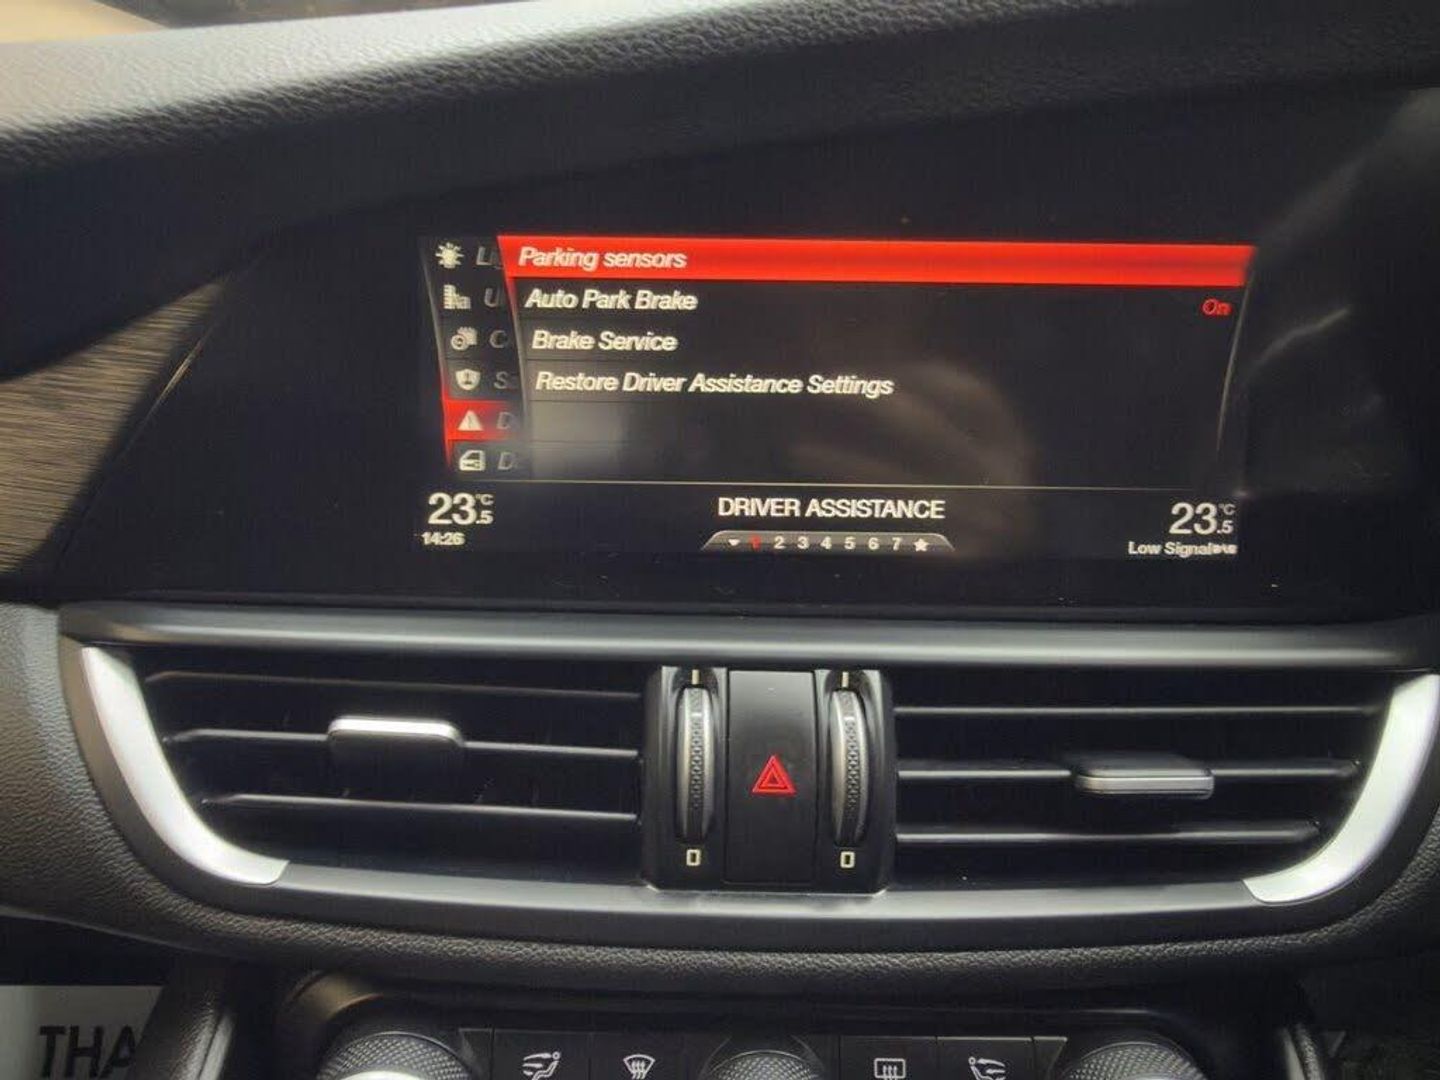 Parking sensors
Auto Park Brake On
Brake Service
Restore Driver Assistance Settings
23.5 °C
14:26
DRIVER ASSISTANCE
1 2 3 4 5 6 7
23.5 °C
Low Signal
0 0
THA